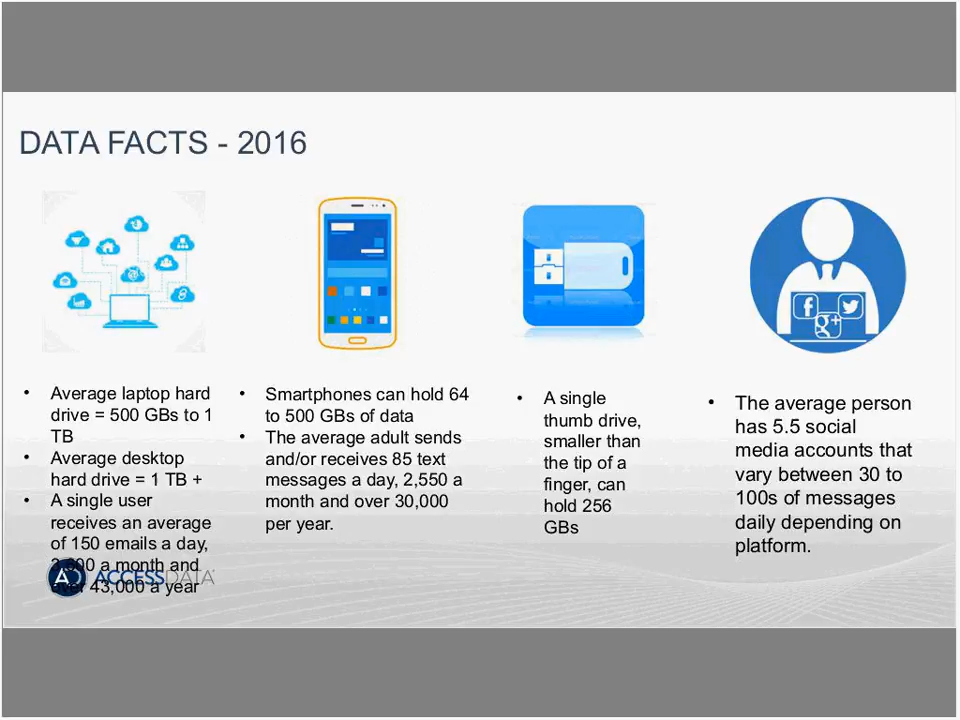 DATA FACTS - 2016
• Average laptop hard
drive = 500 GBs to 1
TB
• Average desktop
hard drive = 1 TB +
• A single user
receives an average
of 150 emails a day,
a month and
over 43,000 a year
ACCESSDATA
• Smartphones can hold 64
to 500 GBs of data
• The average adult sends
and/or receives 85 text
messages a day, 2,550 a
month and over 30,000
per year.
• A single
thumb drive,
smaller than
the tip of a
finger, can
hold 256
GBs
• The average person
has 5.5 social
media accounts that
vary between 30 to
100s of messages
daily depending on
platform.